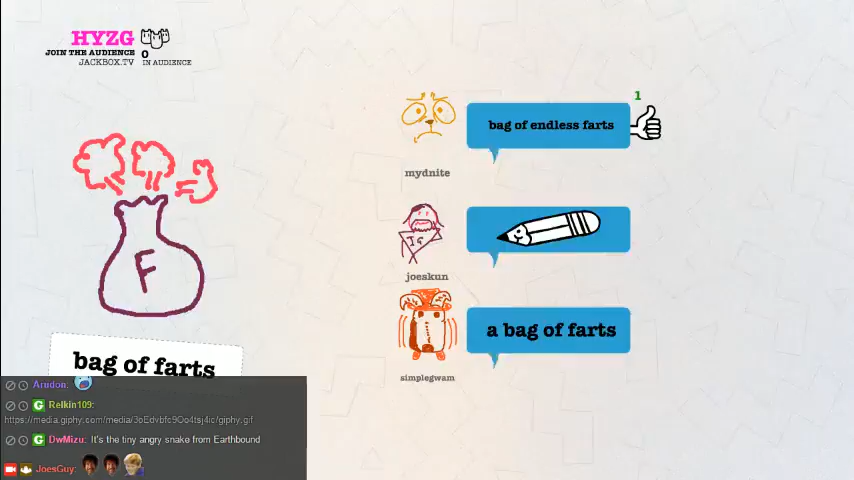 HYZG
JOIN THE AUDIENCE
JACKBOX.TV
0
IN AUDIENCE
F
bag of farts
1
bag of endless farts
mydnite
IG
joeskun
a bag of farts
simplegwam
Arridon:
G Relkin109:
https://media.giphy.com/media/3oEdvbfc9Oo4tsj4ic/giphy.gif
G DwMizu: It's the tiny angry snake from Earthbound
JoesGuy: